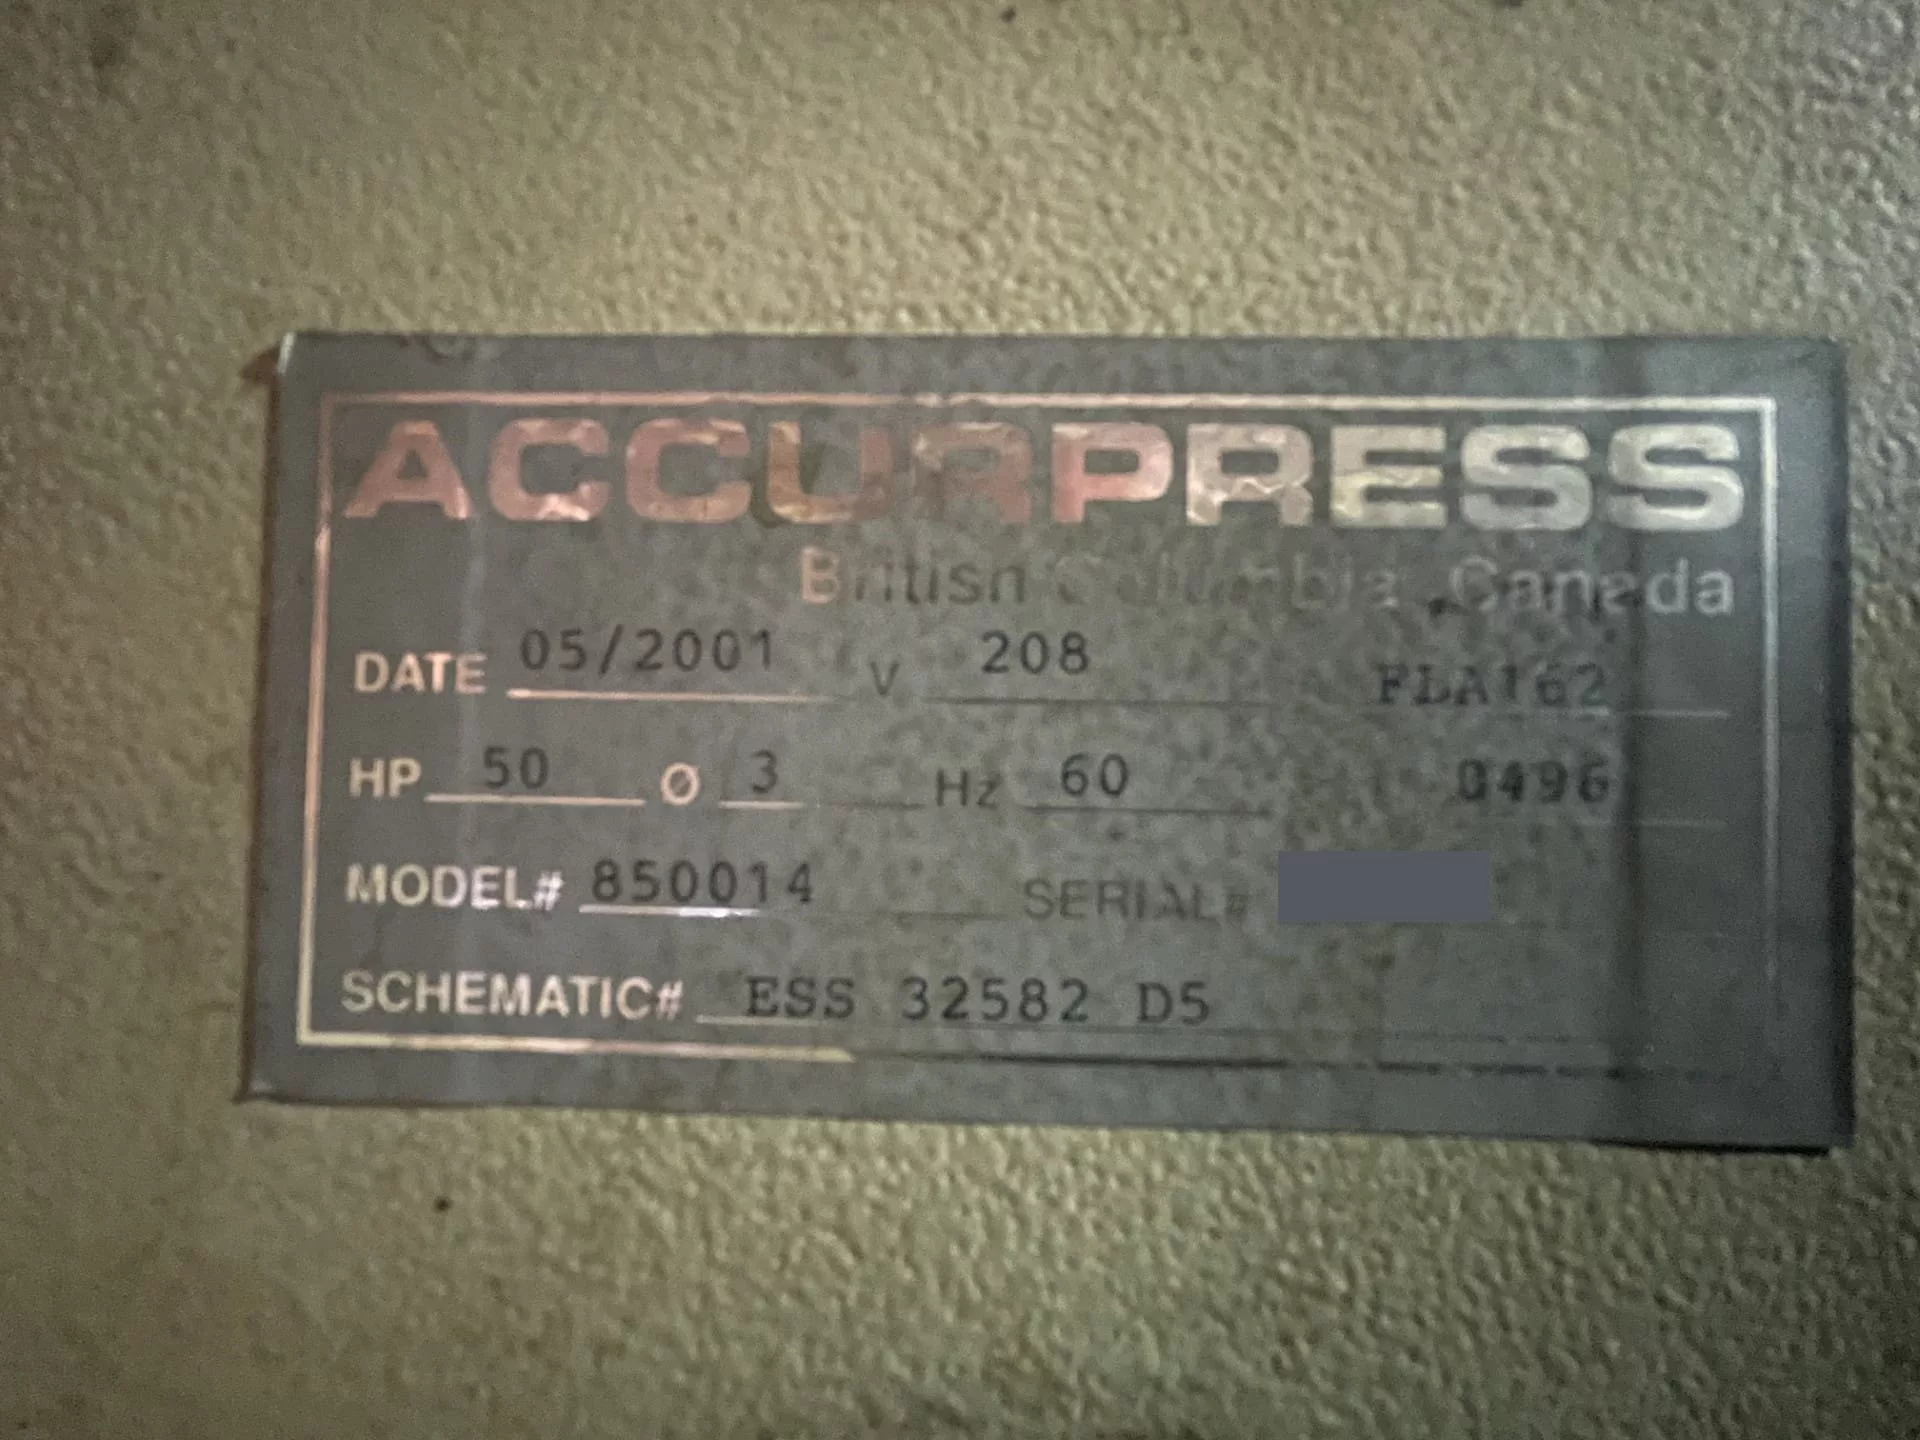 ACCURPRESS
British Columbia, Canada
DATE 05/2001 V 208 FLA162
HP 50 Ø 3 Hz 60 0496
MODEL# 850014 SERIAL#
SCHEMATIC# ESS 32582 D5